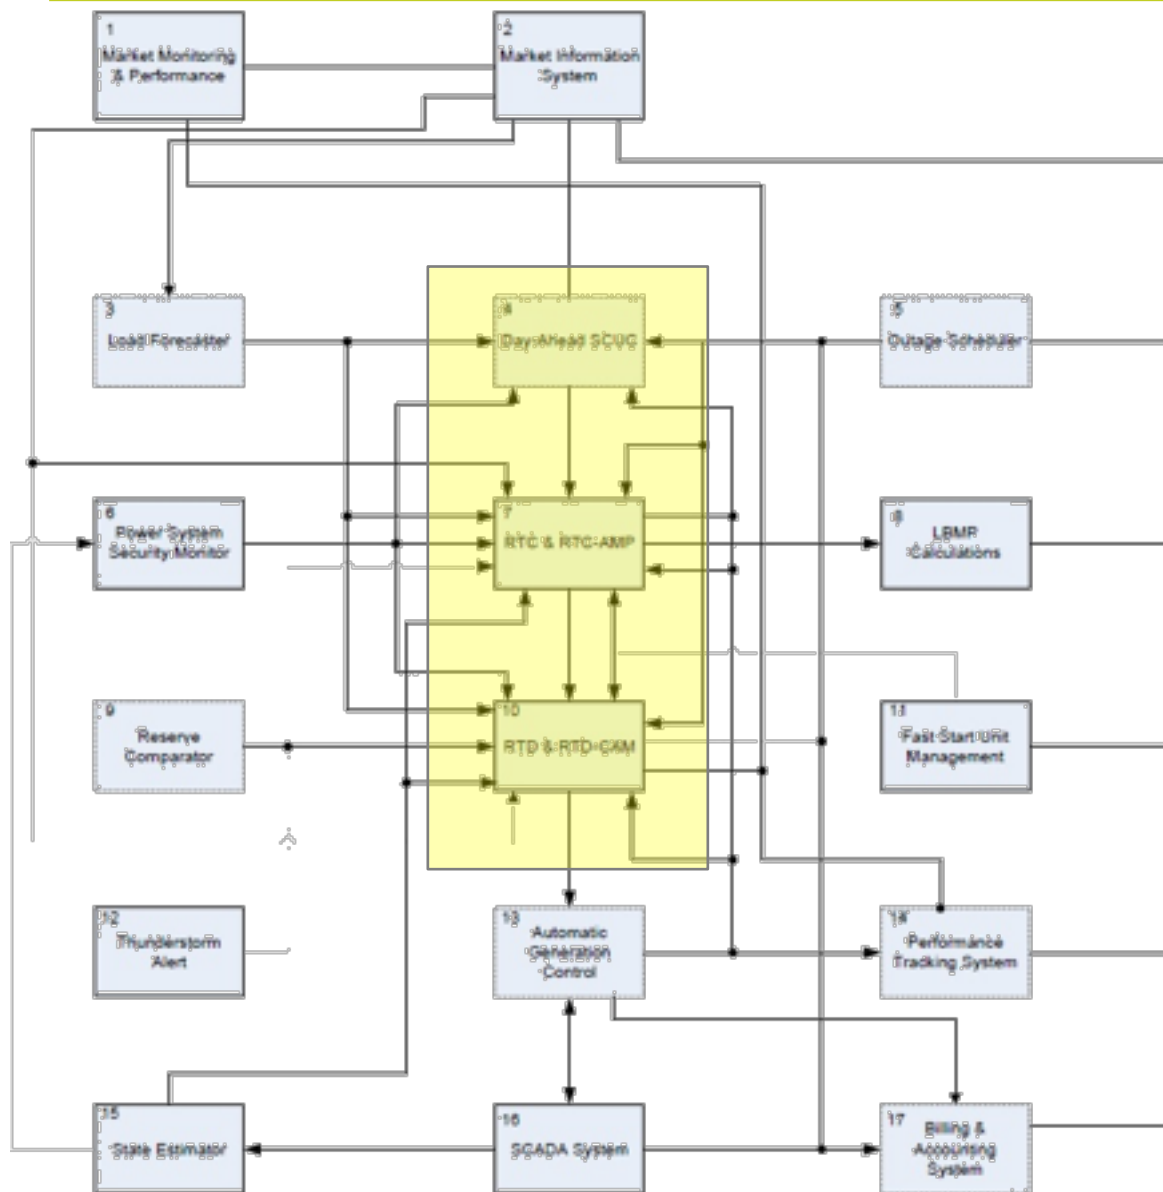 1
Market Monitoring
& Performance
2
Market Information
System
3
Load Forecaster
4
Day Ahead SCUC
5
Outage Scheduler
6
Power System
Security Monitor
7
RTC & RTC-AMP
8
LBMP
Calculations
9
Reserve
Comparator
10
RTD & RTD-CAM
11
Fast Start Unit
Management
12
Thunderstorm
Alert
13
Automatic
Generation
Control
14
Performance
Tracking System
15
State Estimator
16
SCADA System
17
Billing &
Accounting
System